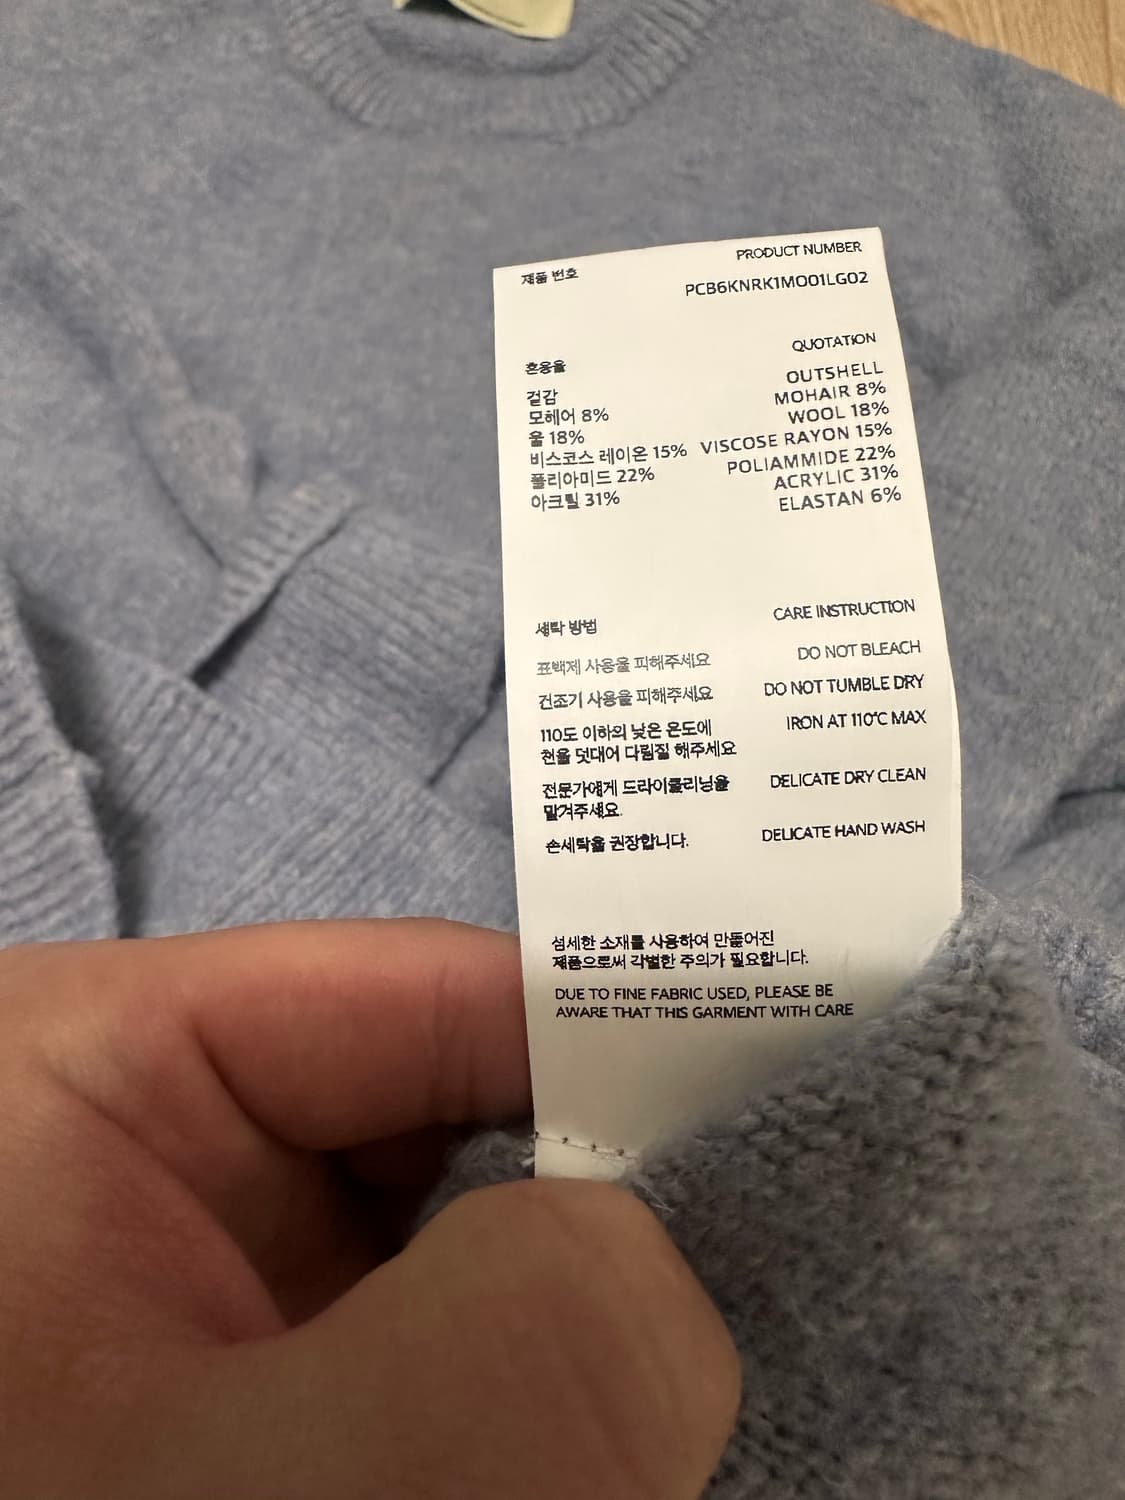 제품 번호
PRODUCT NUMBER
PCB6KNRK1MO01LG02
혼용율
QUOTATION
겉감
OUTSHELL
모헤어 8%
MOHAIR 8%
울 18%
WOOL 18%
비스코스 레이온 15%
VISCOSE RAYON 15%
폴리아미드 22%
POLIAMMIDE 22%
아크릴 31%
ACRYLIC 31%
ELASTAN 6%
세탁 방법
CARE INSTRUCTION
표백제 사용을 피해주세요
DO NOT BLEACH
건조기 사용을 피해주세요
DO NOT TUMBLE DRY
110도 이하의 낮은 온도에
천을 덧대어 다림질 해주세요
IRON AT 110°C MAX
전문가에게 드라이클리닝을
맡겨주세요.
DELICATE DRY CLEAN
손세탁을 권장합니다.
DELICATE HAND WASH
섬세한 소재를 사용하여 만들어진
제품으로써 각별한 주의가 필요합니다.
DUE TO FINE FABRIC USED, PLEASE BE
AWARE THAT THIS GARMENT WITH CARE